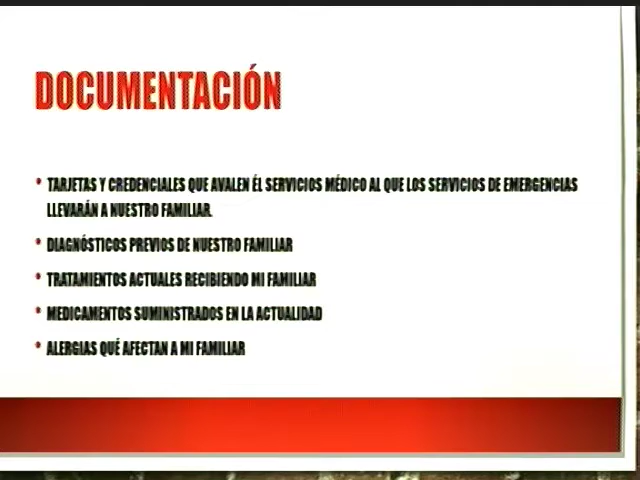 DOCUMENTACIÓN
• TARJETAS Y CREDENCIALES QUE AVALEN ÉL SERVICIOS MÉDICO AL QUE LOS SERVICIOS DE EMERGENCIAS
LLEVARÁN A NUESTRO FAMILIAR.
• DIAGNÓSTICOS PREVIOS DE NUESTRO FAMILIAR
• TRATAMIENTOS ACTUALES RECIBIENDO MI FAMILIAR
• MEDICAMENTOS SUMINISTRADOS EN LA ACTUALIDAD
• ALERGIAS QUÉ AFECTAN A MI FAMILIAR